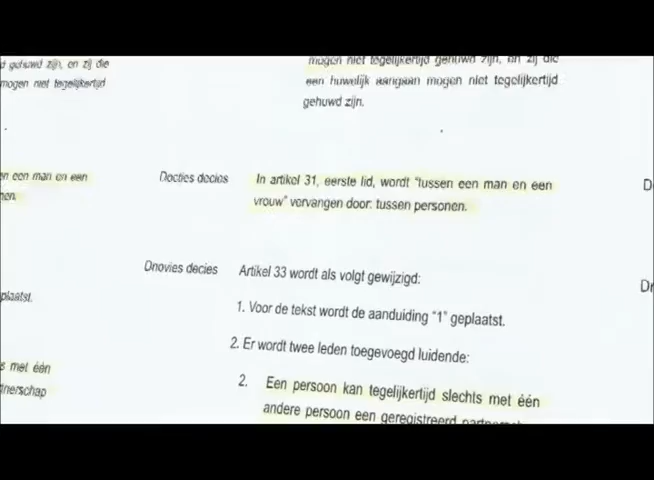 d gehuwd zijn, en zij die
mogen niet tegelijkertijd
mogen niet tegelijkertijd gehuwd zijn, en zij die
een huwelijk aangaan mogen niet tegelijkertijd
gehuwd zijn.
en een man en een
nen.
Docties decies
In artikel 31, eerste lid, wordt "tussen een man en een
vrouw" vervangen door: tussen personen.
D
Dnovies decies
Artikel 33 wordt als volgt gewijzigd:
Dn
plaatst.
1. Voor de tekst wordt de aanduiding "1" geplaatst.
2. Er wordt twee leden toegevoegd luidende:
s met één
tnerschap
2. Een persoon kan tegelijkertijd slechts met één
andere persoon een geregistreerd